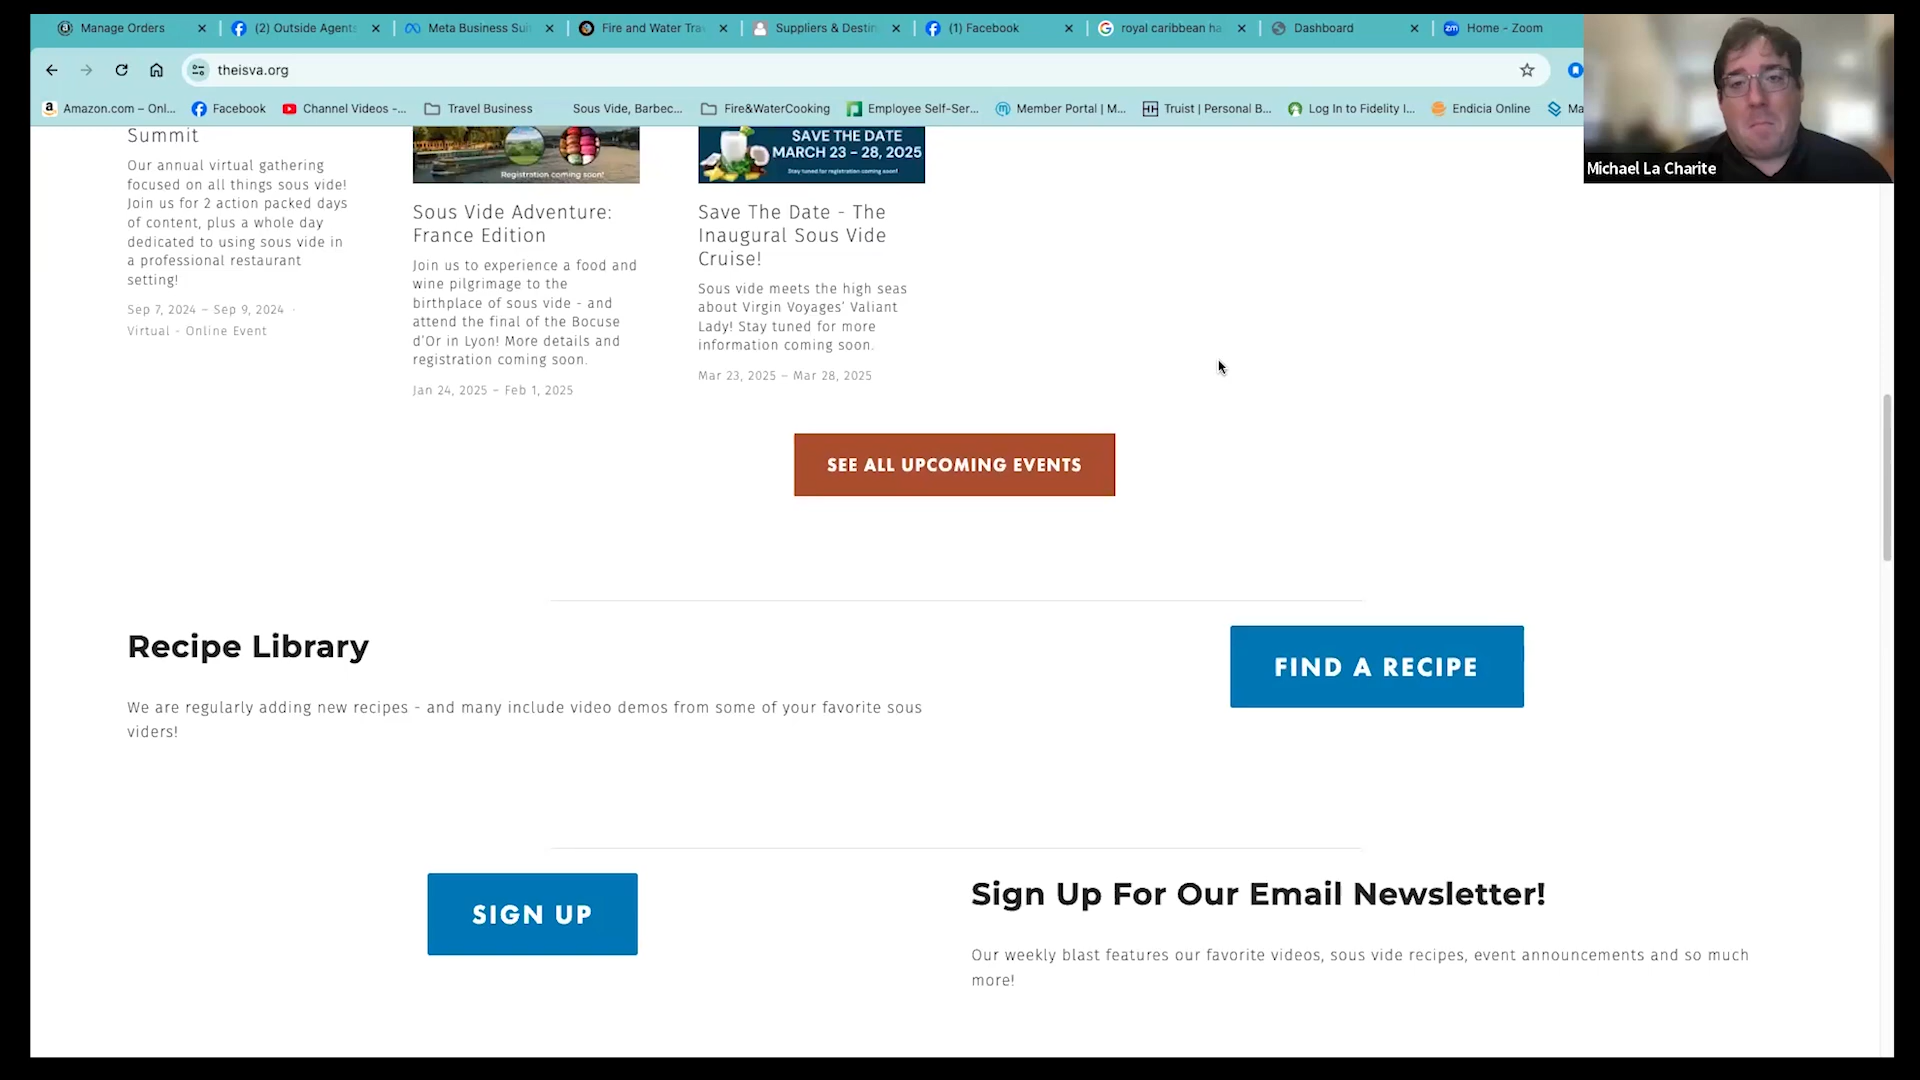 Manage Orders
(2) Outside Agents
Meta Business Sui
Fire and Water Tra
Suppliers & Destin
(1) Facebook
royal caribbean ha
Dashboard
Home - Zoom
theisva.org
Amazon.com – Onl...
Facebook
Channel Videos -...
Travel Business
Sous Vide, Barbec...
Fire&WaterCooking
Employee Self-Ser...
Member Portal | M...
Truist | Personal B...
Log In to Fidelity I...
Endicia Online
Ma
Michael La Charite
Summit
Our annual virtual gathering
focused on all things sous vide!
Join us for 2 action packed days
of content, plus a whole day
dedicated to using sous vide in
a professional restaurant
setting!
Sep 7, 2024 – Sep 9, 2024 ·
Virtual - Online Event
Registration coming soon!
Sous Vide Adventure:
France Edition
Join us to experience a food and
wine pilgrimage to the
birthplace of sous vide - and
attend the final of the Bocuse
d'Or in Lyon! More details and
registration coming soon.
Jan 24, 2025 – Feb 1, 2025
SAVE THE DATE
MARCH 23 – 28, 2025
Stay tuned for registration coming soon!
Save The Date - The
Inaugural Sous Vide
Cruise!
Sous vide meets the high seas
about Virgin Voyages' Valiant
Lady! Stay tuned for more
information coming soon.
Mar 23, 2025 – Mar 28, 2025
SEE ALL UPCOMING EVENTS
Recipe Library
We are regularly adding new recipes - and many include video demos from some of your favorite sous
viders!
FIND A RECIPE
SIGN UP
Sign Up For Our Email Newsletter!
Our weekly blast features our favorite videos, sous vide recipes, event announcements and so much
more!